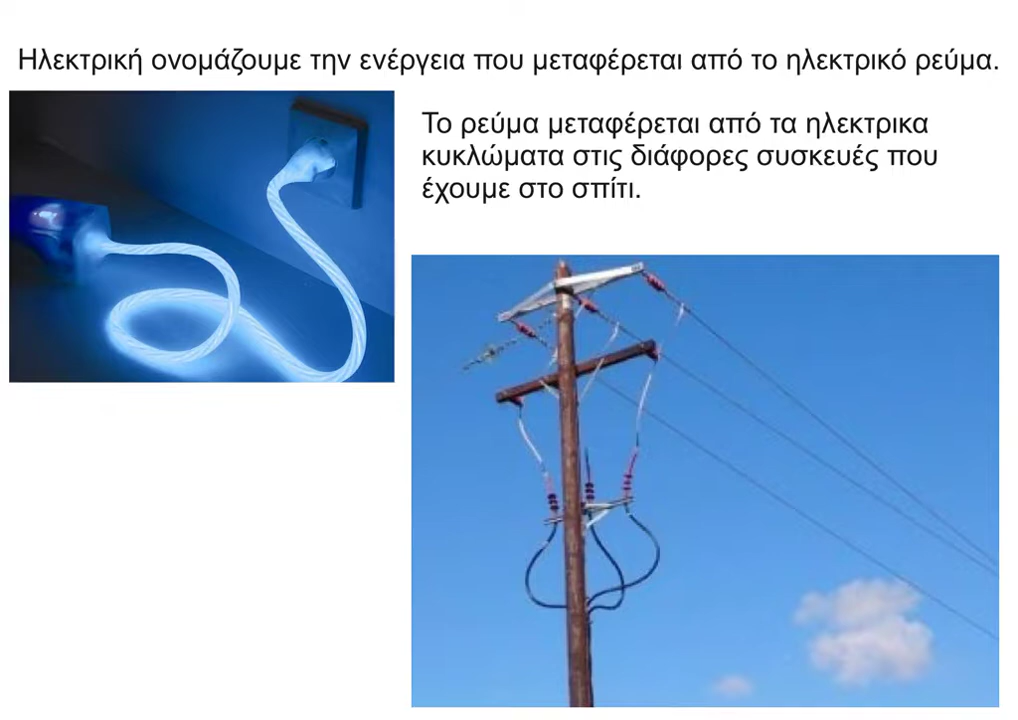 Ηλεκτρική ονομάζουμε την ενέργεια που μεταφέρεται από το ηλεκτρικό ρεύμα.
Το ρεύμα μεταφέρεται από τα ηλεκτρικα
κυκλώματα στις διάφορες συσκευές που
έχουμε στο σπίτι.